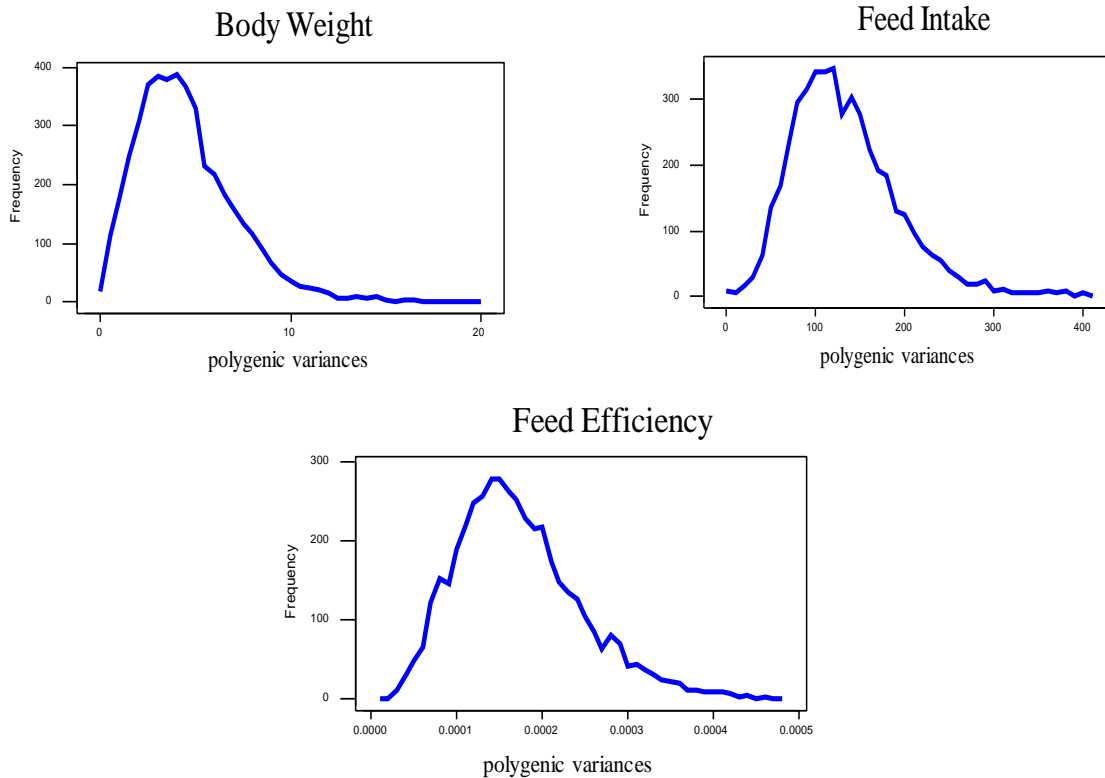 Body Weight
400
300
200
100
0
Frequency
0 10 20
polygenic variances
Feed Intake
300
200
100
0
Frequency
0 100 200 300 400
polygenic variances
Feed Efficiency
300
200
100
0
Frequency
0.0000 0.0001 0.0002 0.0003 0.0004 0.0005
polygenic variances